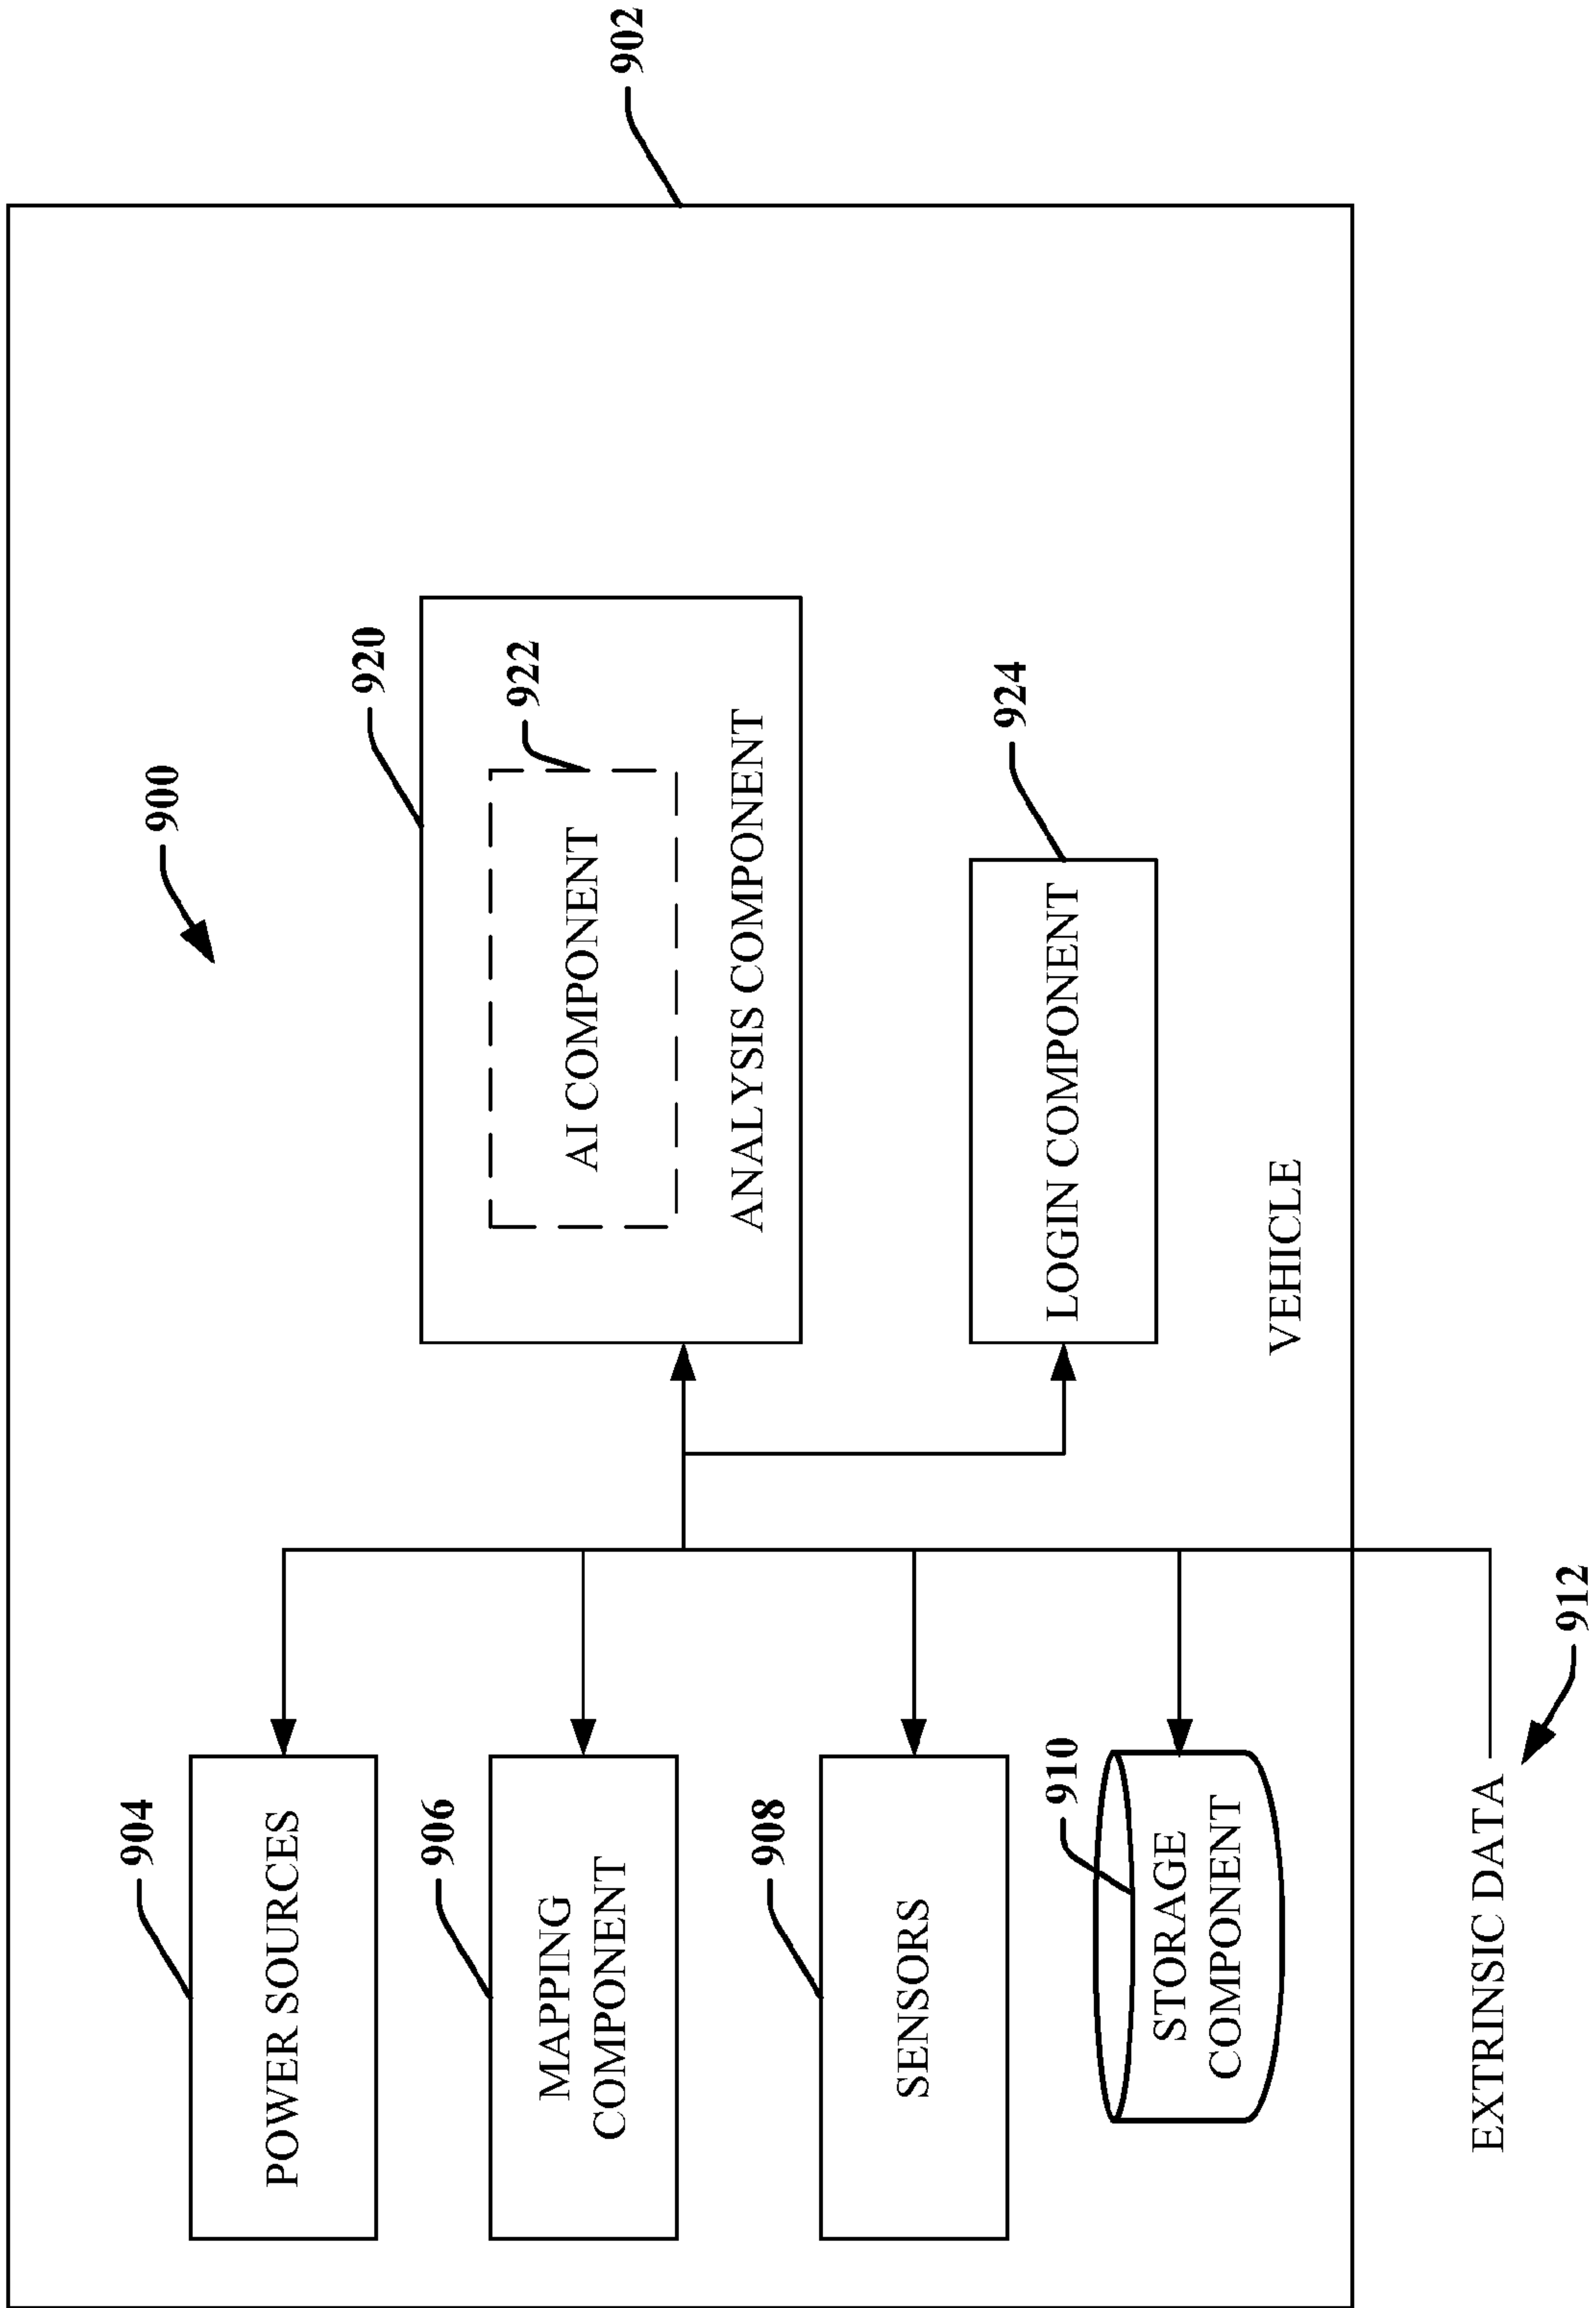 900
902
904
POWER SOURCES
906
MAPPING
COMPONENT
908
SENSORS
910
STORAGE
COMPONENT
920
922
AI COMPONENT
ANALYSIS COMPONENT
924
LOGIN COMPONENT
VEHICLE
EXTRINSIC DATA
912